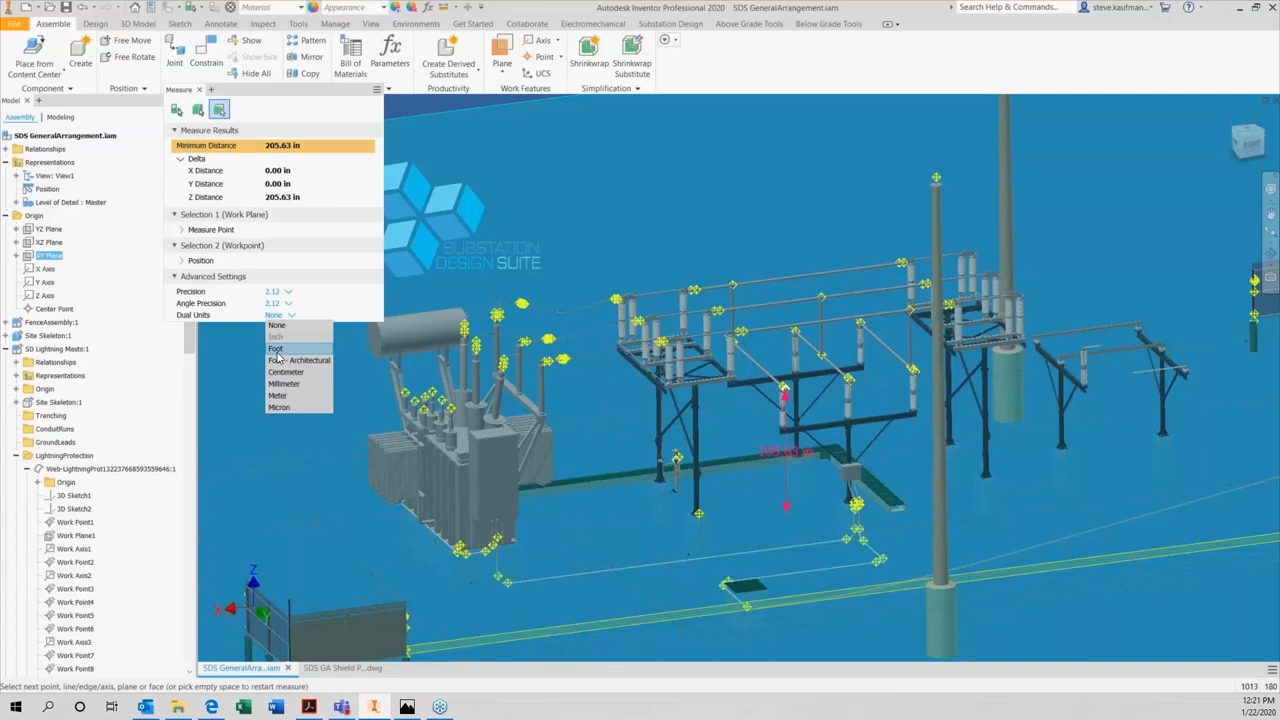 Material
Appearance
Autodesk Inventor Professional 2020 SDS GeneralArrangement.iam
Search Help & Commands...
steve.kaufman...
File Assemble Design 3D Model Sketch Annotate Inspect Tools Manage View Environments Get Started Collaborate Electromechanical Substation Design Above Grade Tools Below Grade Tools
Place from
Content Center
Create
Free Move
Free Rotate
Joint
Constrain
Show
Show Sick
Hide All
Pattern
Mirror
Copy
Bill of
Materials
Parameters
Create Derived
Substitutes
Plane
Axis
Point
UCS
Shrinkwrap
Shrinkwrap
Substitute
Component
Position
Productivity
Work Features
Simplification
Model
Assembly Modeling
SDS GeneralArrangement.iam
Relationships
Representations
View: View1
Position
Level of Detail : Master
Origin
YZ Plane
XZ Plane
XY Plane
X Axis
Y Axis
Z Axis
Center Point
FenceAssembly:1
Site Skeleton:1
SD Lightning Masts:1
Relationships
Representations
Origin
Site Skeleton:1
Trenching
ConduitRuns
GroundLeads
LightningProtection
Web-LightningProt132237668593559646:1
Origin
3D Sketch1
3D Sketch2
Work Point1
Work Plane1
Work Axis1
Work Point2
Work Axis2
Work Point3
Work Point4
Work Point5
Work Point6
Work Axis3
Work Point7
Work Point8
Measure
Measure Results
Minimum Distance 205.63 in
Delta
X Distance 0.00 in
Y Distance 0.00 in
Z Distance 205.63 in
Selection 1 (Work Plane)
Measure Point
Selection 2 (Workpoint)
Position
Advanced Settings
Precision 2.12
Angle Precision 2.12
Dual Units None
None
Inch
Foot
Architectural
Centimeter
Millimeter
Meter
Micron
SUBSTATION
DESIGN SUITE
RIGHT
205.63 in
Z
X
SDS GeneralArra...iam
SDS GA Shield P...dwg
Select next point, line/edge/axis, plane or face (or pick empty space to restart measure)
1013 180
12:21 PM
1/22/2020